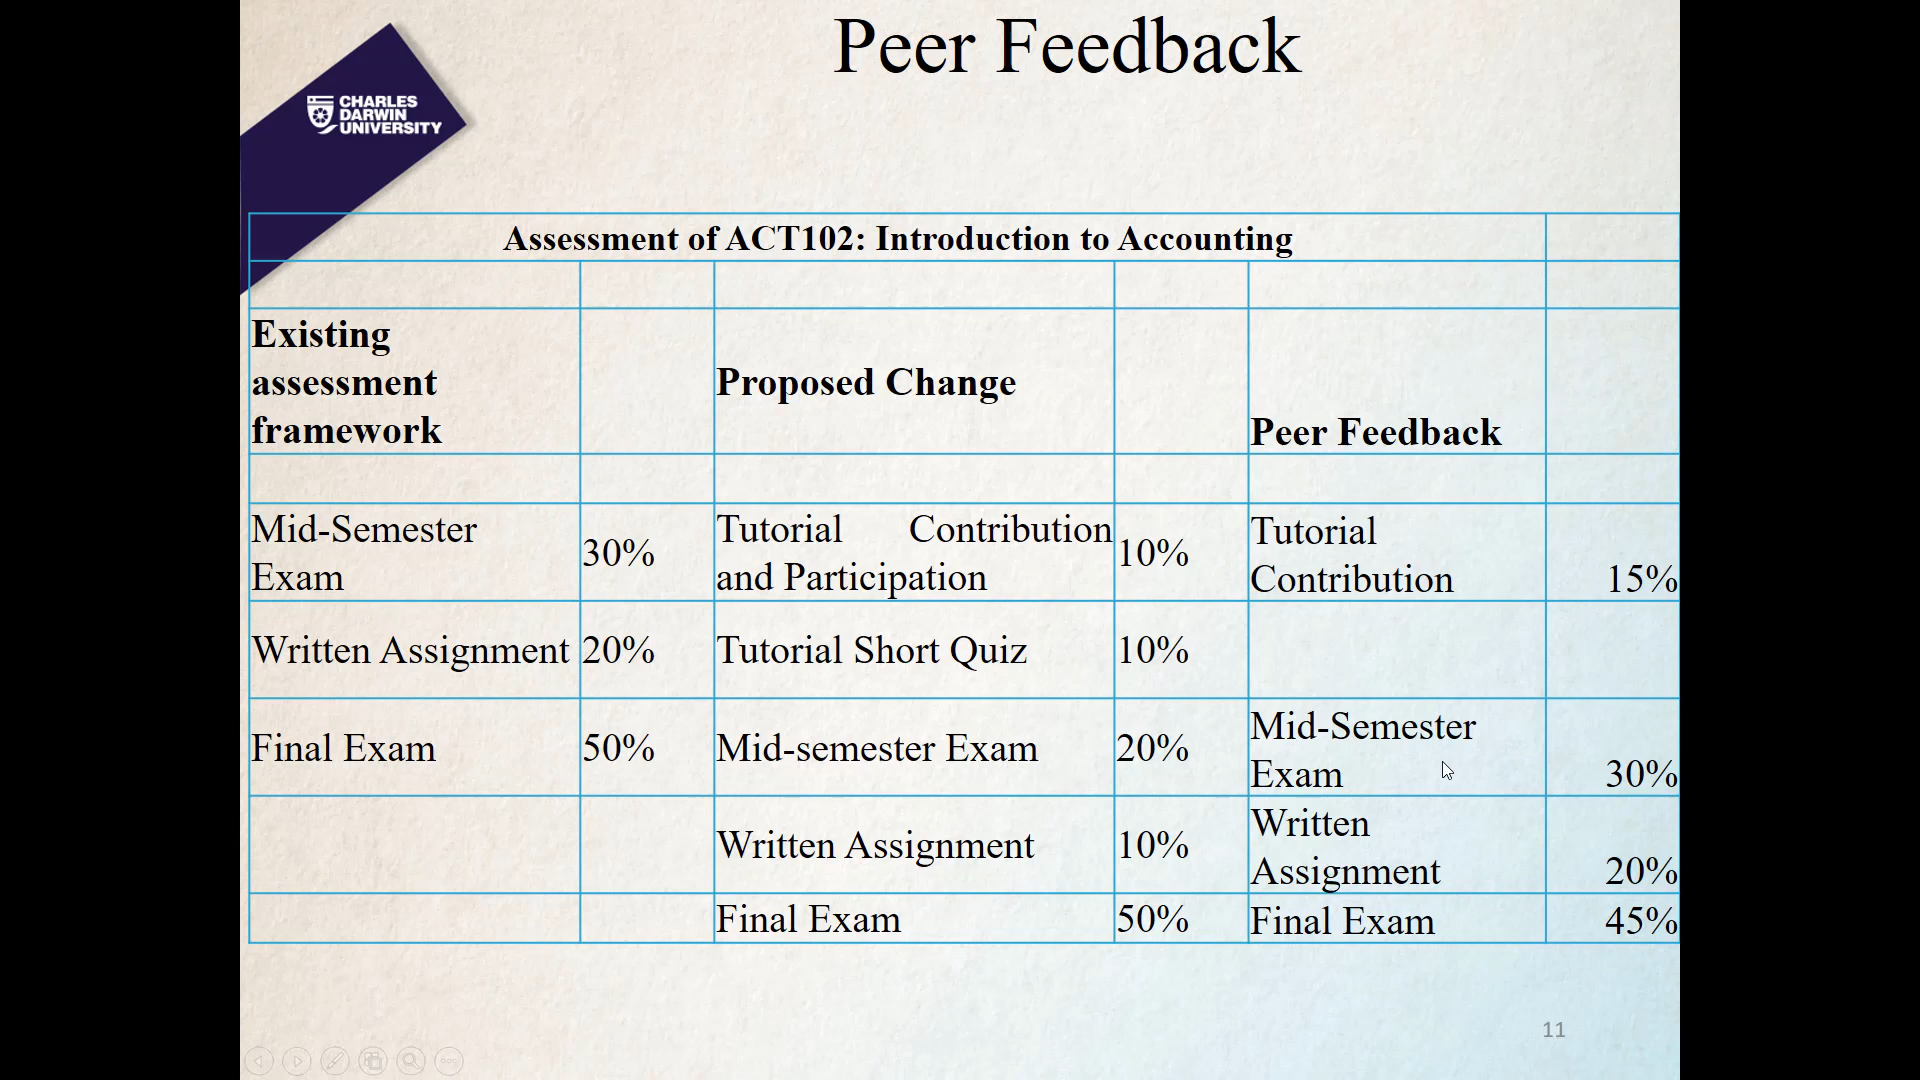 Peer Feedback
CHARLES
DARWIN
UNIVERSITY
Assessment of ACT102: Introduction to Accounting
Existing
assessment
framework
Proposed Change
Peer Feedback
Mid-Semester
Exam
30%
Tutorial Contribution
and Participation
10%
Tutorial
Contribution
15%
Written Assignment
20%
Tutorial Short Quiz
10%
Final Exam
50%
Mid-semester Exam
20%
Mid-Semester
Exam
30%
Written Assignment
10%
Written
Assignment
20%
Final Exam
50%
Final Exam
45%
11